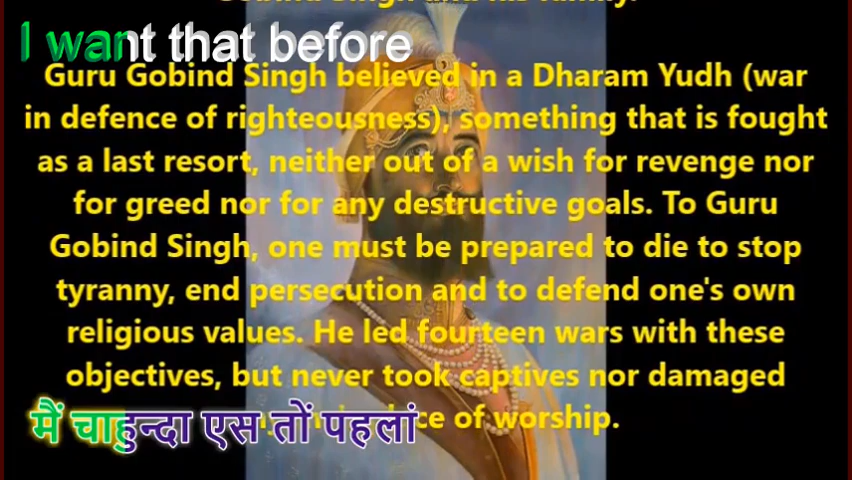 I want that before
Guru Gobind Singh believed in a Dharam Yudh (war
in defence of righteousness), something that is fought
as a last resort, neither out of a wish for revenge nor
for greed nor for any destructive goals. To Guru
Gobind Singh, one must be prepared to die to stop
tyranny, end persecution and to defend one's own
religious values. He led fourteen wars with these
objectives, but never took captives nor damaged
of worship.
मैं चाहुन्दा एस तों पहलां